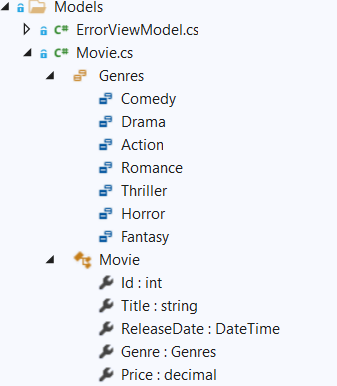 Models
C# ErrorViewModel.cs
C# Movie.cs
Genres
Comedy
Drama
Action
Romance
Thriller
Horror
Fantasy
Movie
Id : int
Title : string
ReleaseDate : DateTime
Genre : Genres
Price : decimal